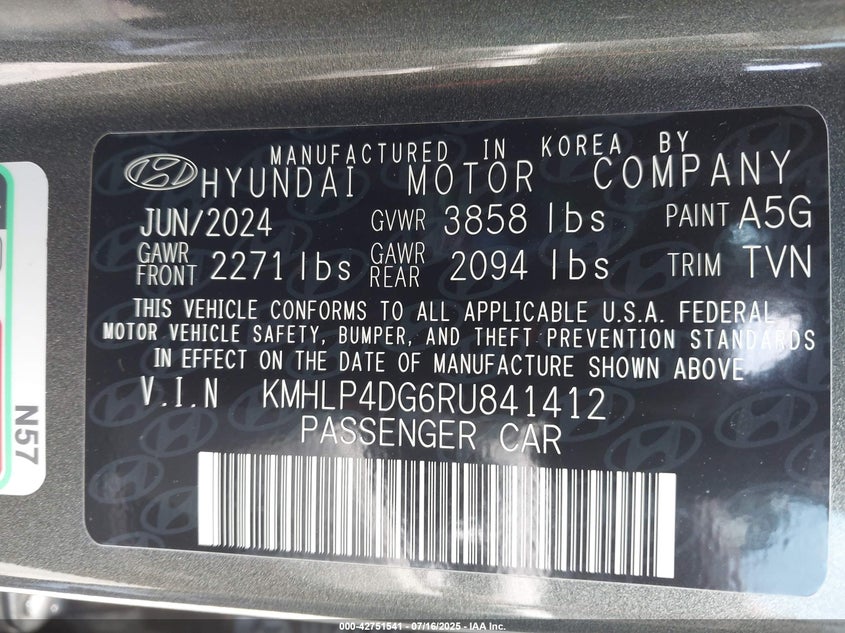 MANUFACTURED IN KOREA BY
HYUNDAI MOTOR COMPANY
JUN/2024 GVWR 3858 lbs PAINT A5G
GAWR FRONT 2271 lbs GAWR REAR 2094 lbs TRIM TVN
THIS VEHICLE CONFORMS TO ALL APPLICABLE U.S.A. FEDERAL
MOTOR VEHICLE SAFETY, BUMPER, AND THEFT PREVENTION STANDARDS
IN EFFECT ON THE DATE OF MANUFACTURE SHOWN ABOVE
V.I.N KMHLP4DG6RU841412
PASSENGER CAR
N57
000-42751541 - 07/16/2025 - IAA Inc.